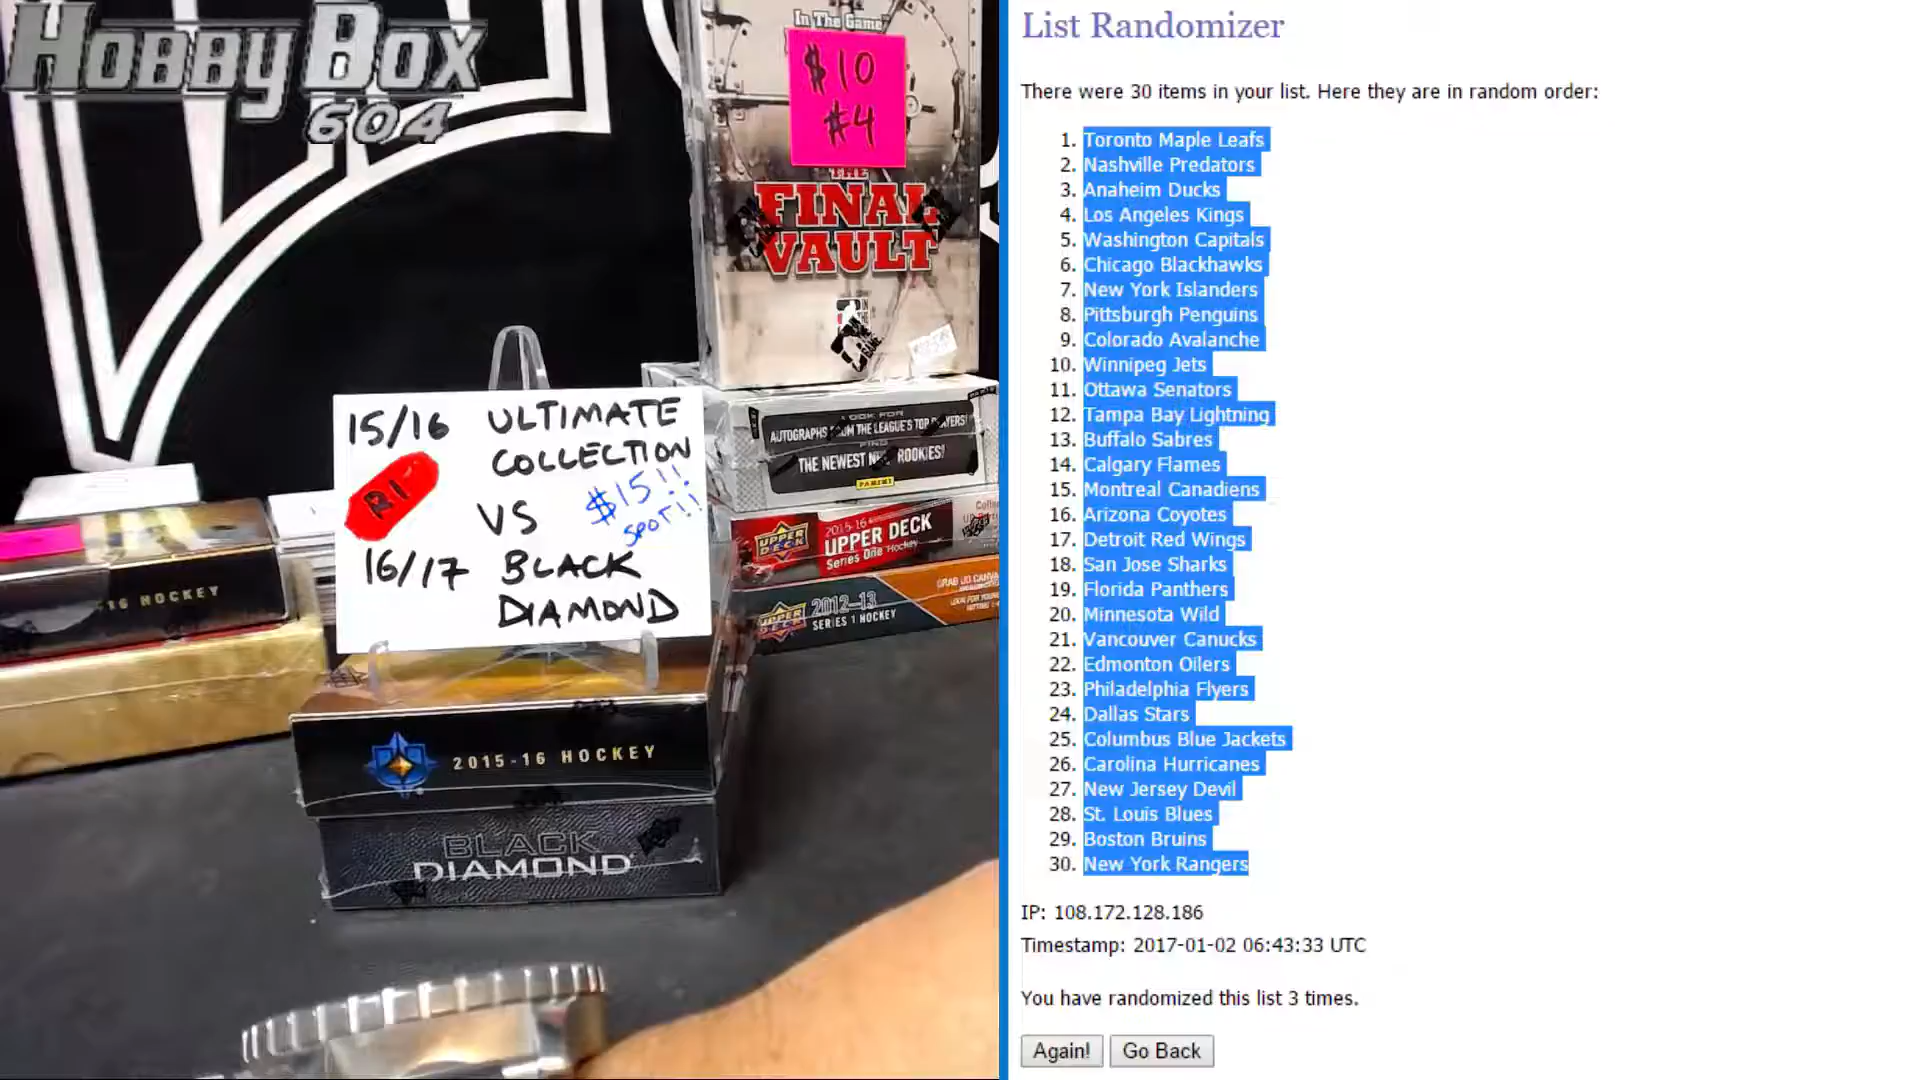 HOBBY BOX
604
In The Game
$10
#4
THE
FINAL
VAULT
15/16 ULTIMATE
COLLECTION
R1
VS
$15!!
SPOT!!
16/17 BLACK
DIAMOND
LOOK FOR
AUTOGRAPHS FROM THE LEAGUE'S TOP PLAYERS!
FIND
THE NEWEST NHL ROOKIES!
PANINI
UPPER DECK
2015-16
UPPER DECK
Series One Hockey
UPPER DECK
2012-13
SERIES 1 HOCKEY
16 HOCKEY
2015-16 HOCKEY
BLACK
DIAMOND
List Randomizer
There were 30 items in your list. Here they are in random order:
1. Toronto Maple Leafs
2. Nashville Predators
3. Anaheim Ducks
4. Los Angeles Kings
5. Washington Capitals
6. Chicago Blackhawks
7. New York Islanders
8. Pittsburgh Penguins
9. Colorado Avalanche
10. Winnipeg Jets
11. Ottawa Senators
12. Tampa Bay Lightning
13. Buffalo Sabres
14. Calgary Flames
15. Montreal Canadiens
16. Arizona Coyotes
17. Detroit Red Wings
18. San Jose Sharks
19. Florida Panthers
20. Minnesota Wild
21. Vancouver Canucks
22. Edmonton Oilers
23. Philadelphia Flyers
24. Dallas Stars
25. Columbus Blue Jackets
26. Carolina Hurricanes
27. New Jersey Devil
28. St. Louis Blues
29. Boston Bruins
30. New York Rangers
IP: 108.172.128.186
Timestamp: 2017-01-02 06:43:33 UTC
You have randomized this list 3 times.
Again!
Go Back